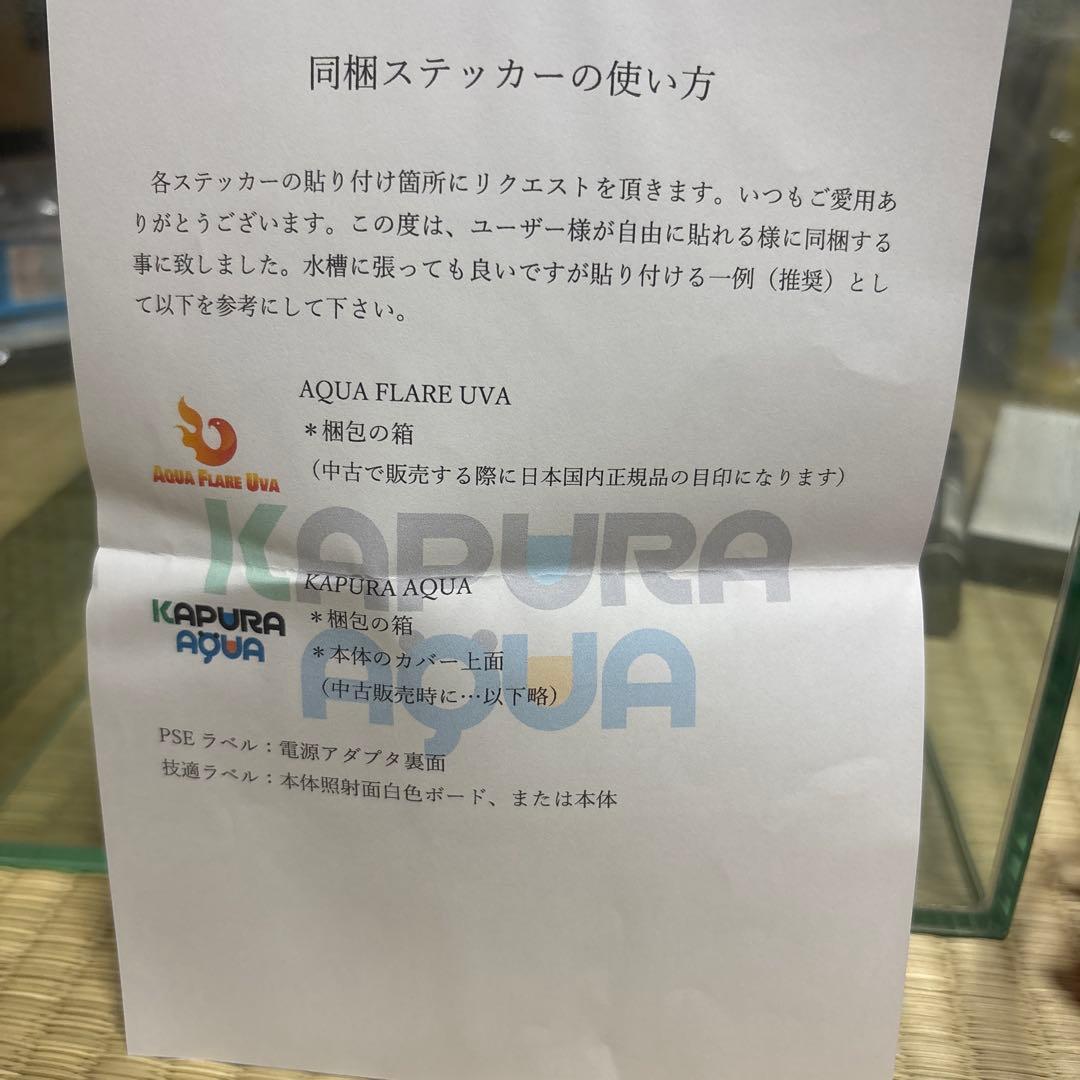 同梱ステッカーの使い方
各ステッカーの貼り付け箇所にリクエストを頂きます。いつもご愛用あ
りがとうございます。この度は、ユーザー様が自由に貼れる様に同梱する
事に致しました。水槽に張っても良いですが貼り付ける一例（推奨）とし
て以下を参考にして下さい。
AQUA FLARE UVA
＊梱包の箱
（中古で販売する際に日本国内正規品の目印になります）
AQUA FLARE UVA
KAPURA
AQUA
KAPURA AQUA
＊梱包の箱
＊本体のカバー上面
（中古販売時に…以下略）
KAPURA
AQUA
PSE ラベル：電源アダプタ裏面
技適ラベル：本体照射面白色ボード、または本体